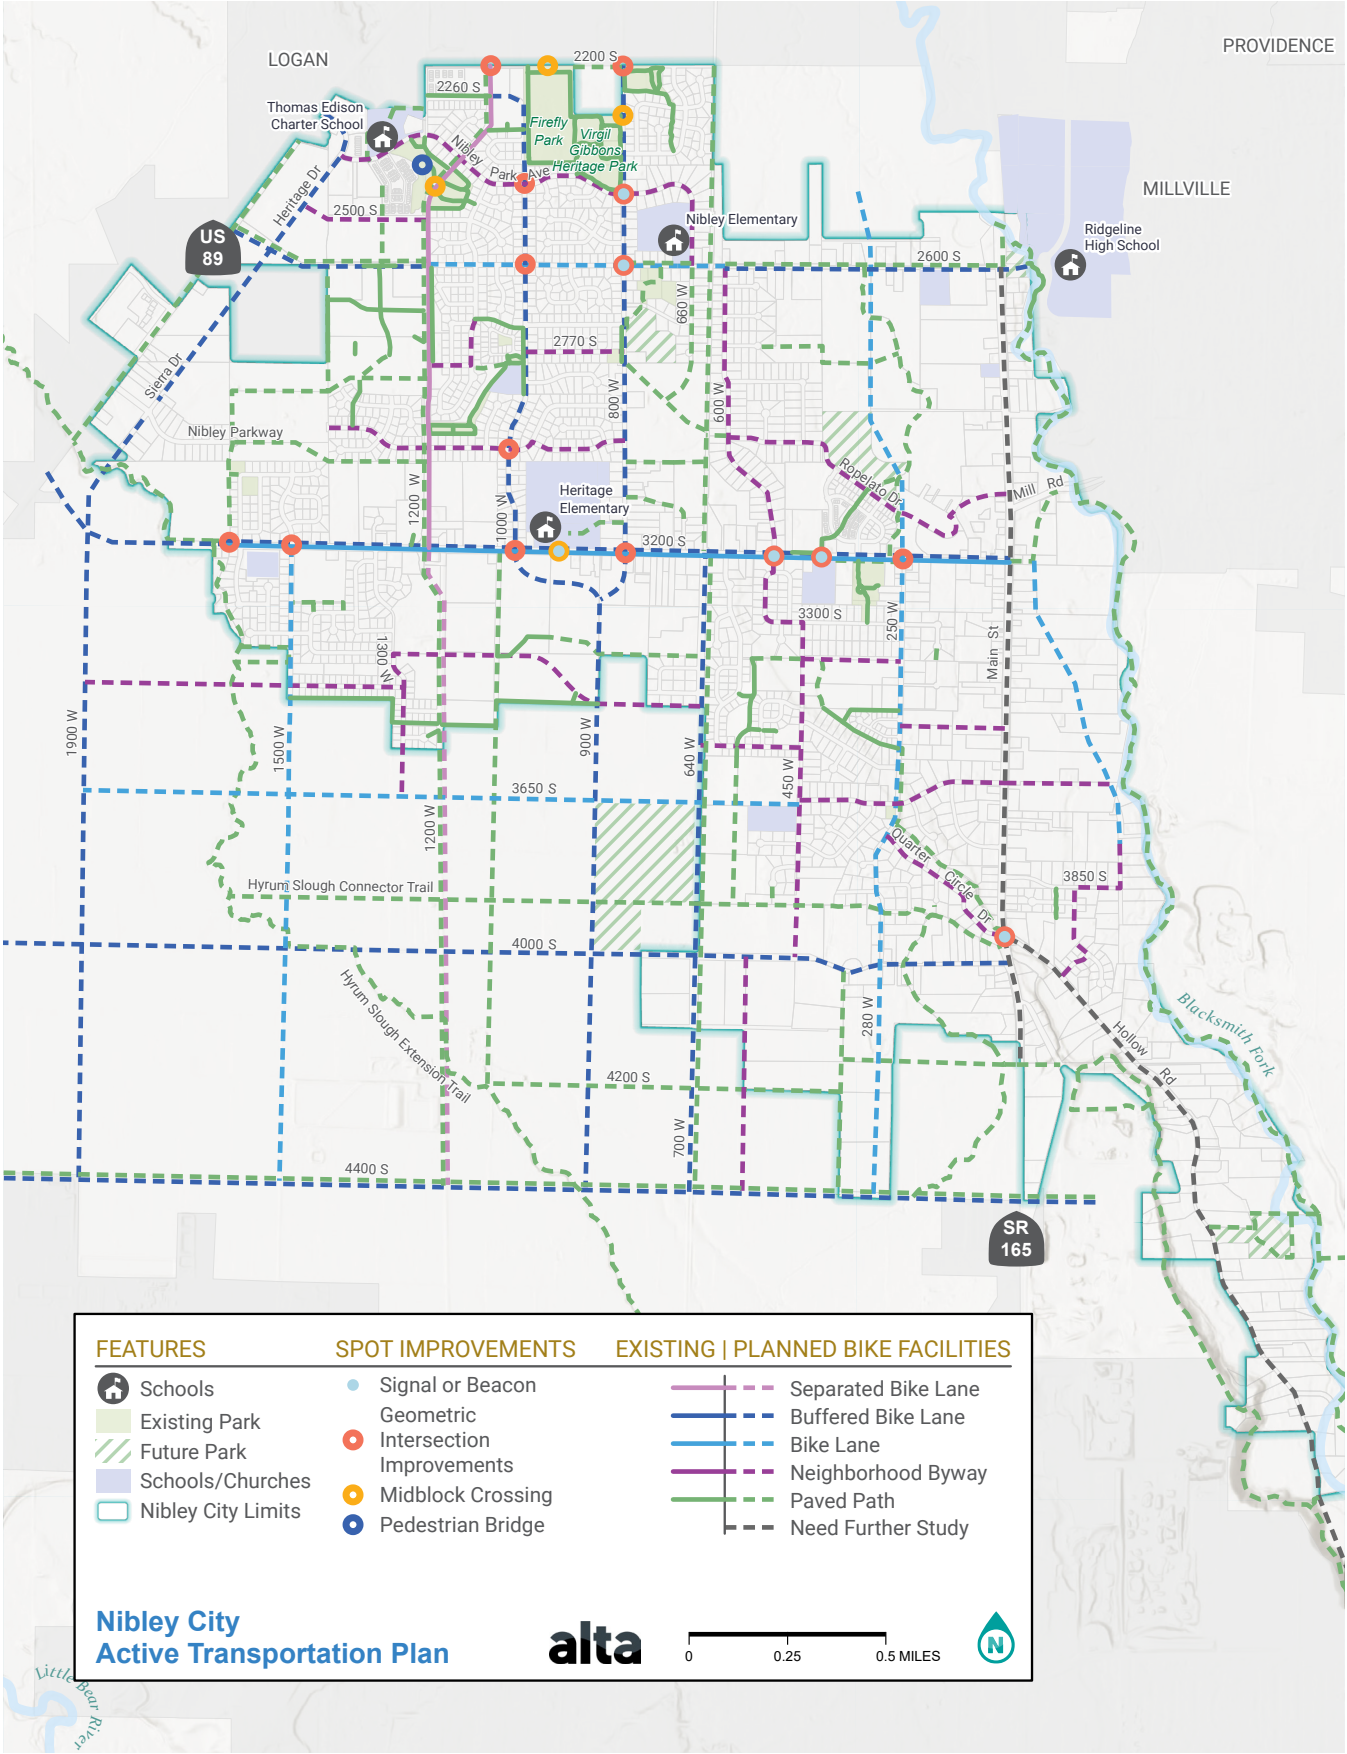 LOGAN
PROVIDENCE
2200 S
2260 S
Thomas Edison
Charter School
Firefly
Park
Virgil
Gibbons
Heritage Park
Nibley Park Ave
MILLVILLE
Heritage Dr
2500 S
Nibley Elementary
Ridgeline
High School
US
89
2600 S
660 W
2770 S
Sierra Dr
800 W
600 W
Nibley Parkway
Ropelato Dr
Mill Rd
1200 W
1000 W
Heritage
Elementary
3200 S
3300 S
250 W
1300 W
Main St
1900 W
1500 W
900 W
640 W
450 W
3650 S
1200 W
Quarter Circle Dr
3850 S
Hyrum Slough Connector Trail
4000 S
Hyrum Slough Extension Trail
280 W
Blacksmith Fork
Hollow Rd
4200 S
700 W
4400 S
SR
165
FEATURES
Schools
Existing Park
Future Park
Schools/Churches
Nibley City Limits
SPOT IMPROVEMENTS
Signal or Beacon
Geometric
Intersection
Improvements
Midblock Crossing
Pedestrian Bridge
EXISTING | PLANNED BIKE FACILITIES
Separated Bike Lane
Buffered Bike Lane
Bike Lane
Neighborhood Byway
Paved Path
Need Further Study
Nibley City
Active Transportation Plan
alta
0 0.25 0.5 MILES
N
Little Bear River